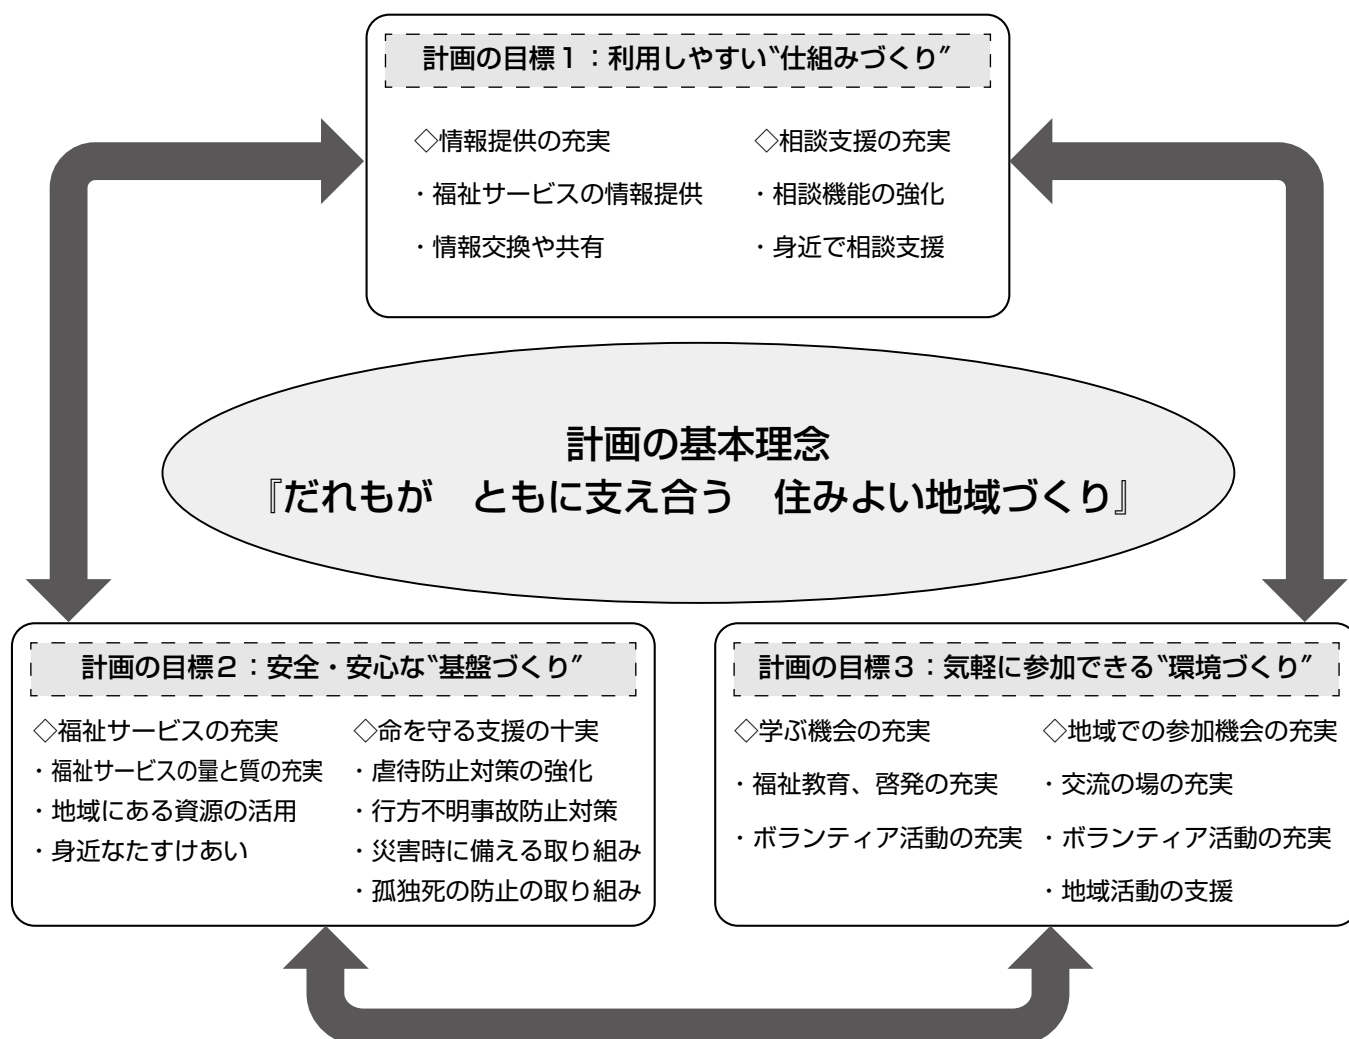 計画の目標１：利用しやすい〝仕組みづくり〟
◇情報提供の充実
・福祉サービスの情報提供
・情報交換や共有
◇相談支援の充実
・相談機能の強化
・身近で相談支援
計画の基本理念
『だれもが　ともに支え合う　住みよい地域づくり』
計画の目標２：安全・安心な〝基盤づくり〟
◇福祉サービスの充実
・福祉サービスの量と質の充実
・地域にある資源の活用
・身近なたすけあい
◇命を守る支援の十実
・虐待防止対策の強化
・行方不明事故防止対策
・災害時に備える取り組み
・孤独死の防止の取り組み
計画の目標３：気軽に参加できる〝環境づくり〟
◇学ぶ機会の充実
・福祉教育、啓発の充実
・ボランティア活動の充実
◇地域での参加機会の充実
・交流の場の充実
・ボランティア活動の充実
・地域活動の支援